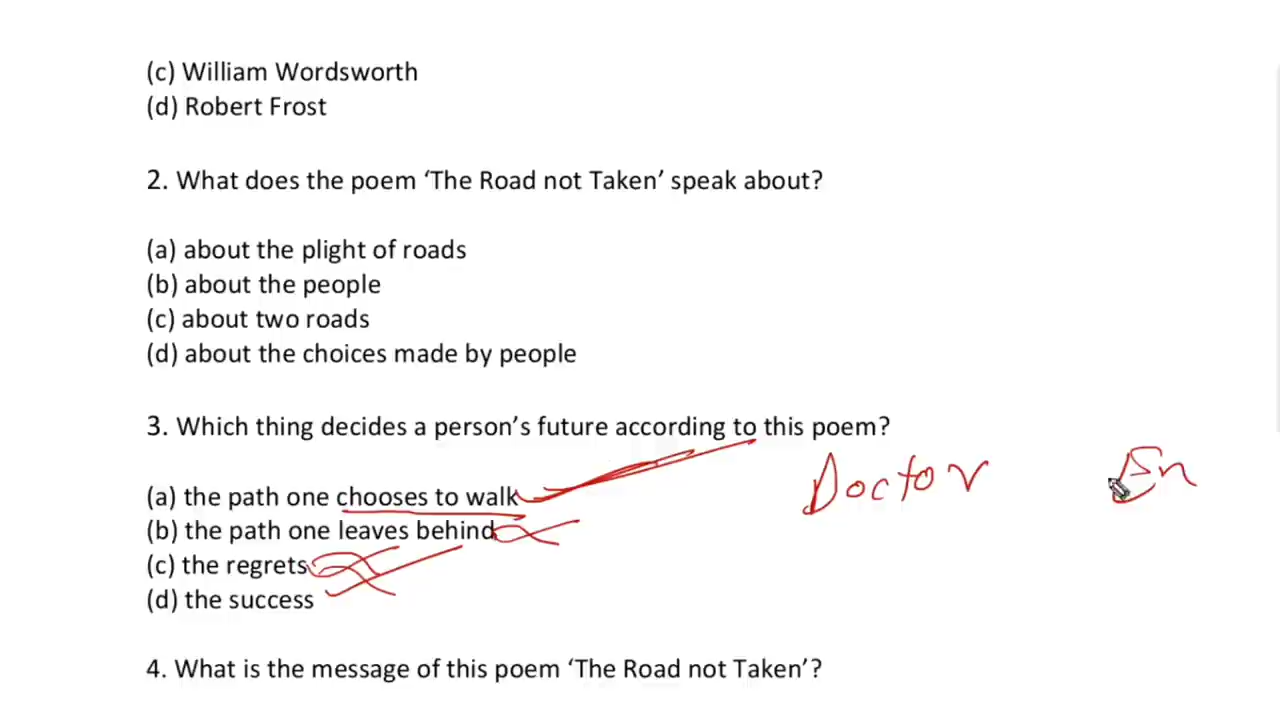 (c) William Wordsworth
(d) Robert Frost
2. What does the poem ‘The Road not Taken’ speak about?
(a) about the plight of roads
(b) about the people
(c) about two roads
(d) about the choices made by people
3. Which thing decides a person’s future according to this poem?
Doctor En
(a) the path one chooses to walk
(b) the path one leaves behind
(c) the regrets
(d) the success
4. What is the message of this poem ‘The Road not Taken’?